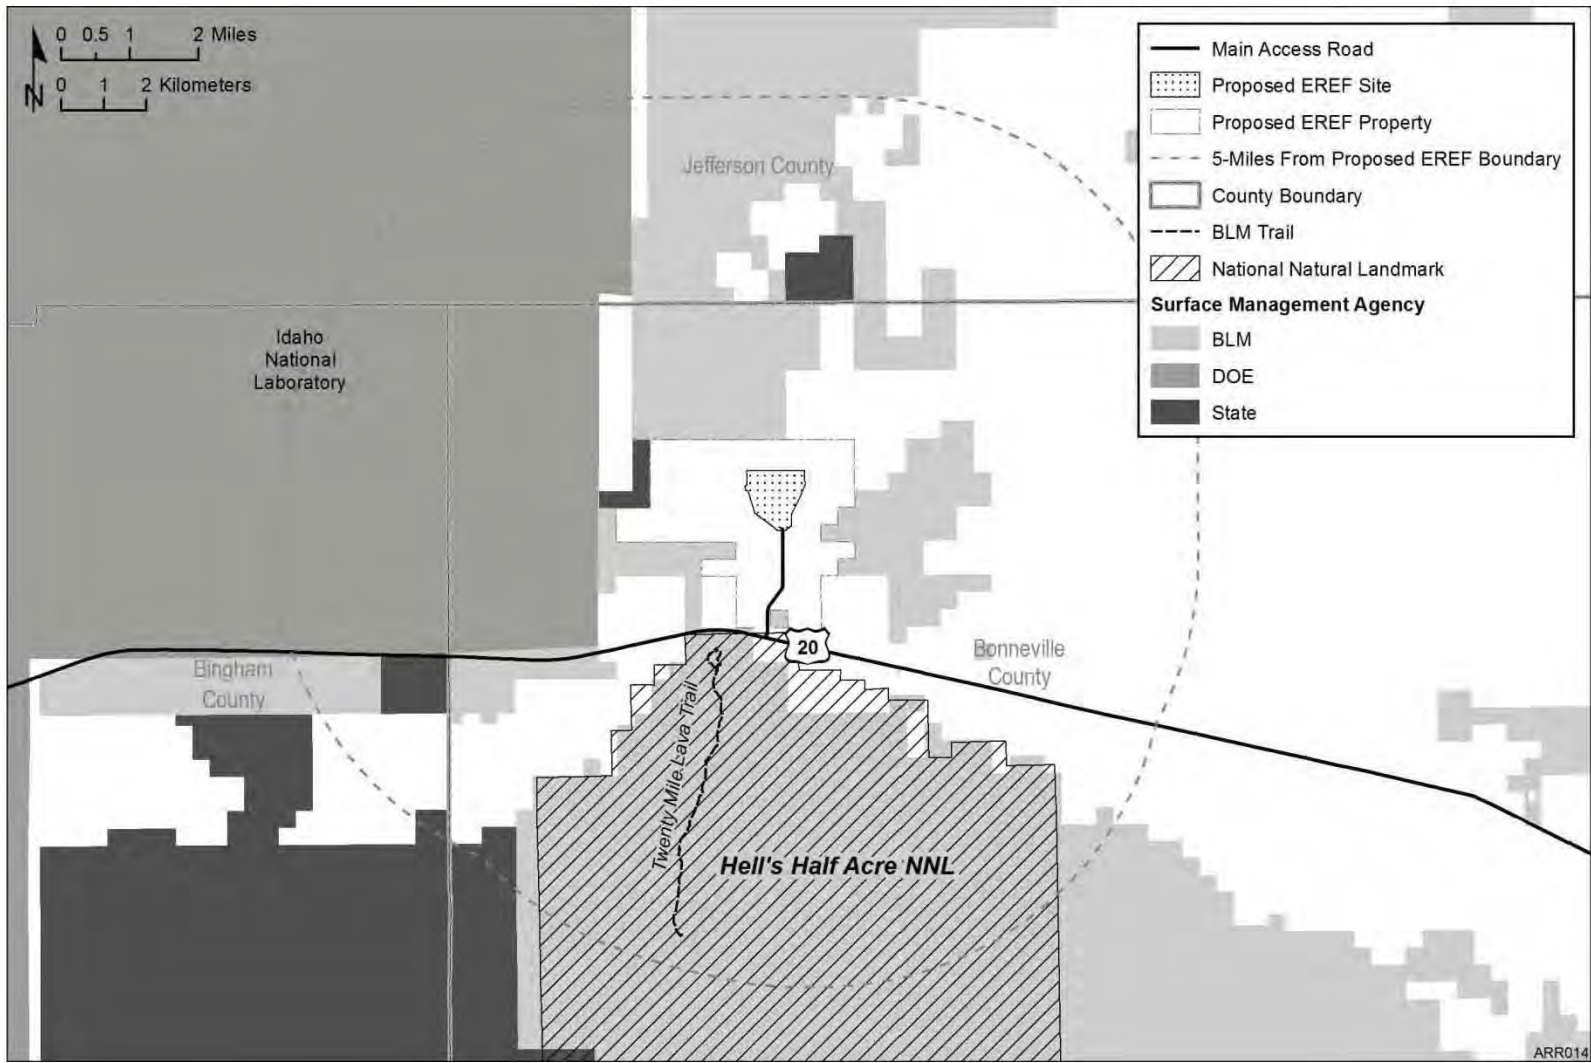 0 0.5 1 2 Miles
0 1 2 Kilometers
N
Main Access Road
Proposed EREF Site
Proposed EREF Property
5-Miles From Proposed EREF Boundary
County Boundary
BLM Trail
National Natural Landmark
Surface Management Agency
BLM
DOE
State
Jefferson County
Idaho
National
Laboratory
20
Bonneville
County
Bingham
County
Twenty Mile Lava Trail
Hell's Half Acre NNL
ARR014